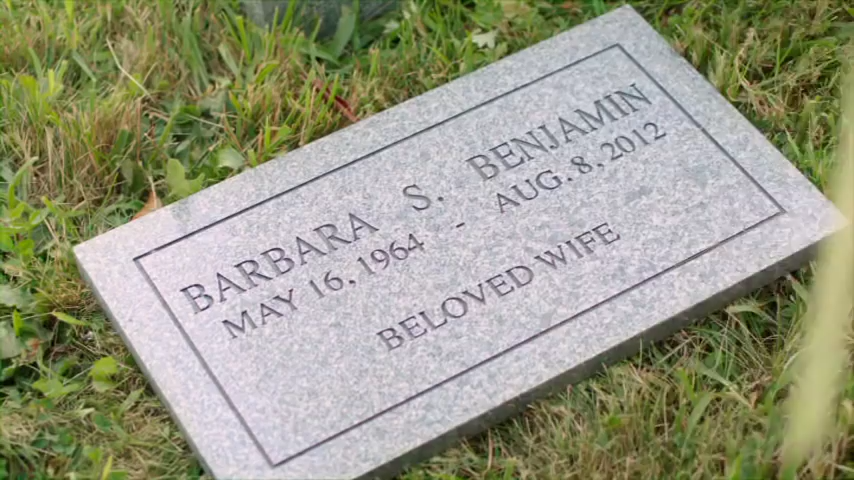 BARBARA S. BENJAMIN
MAY 16. 1964 - AUG. 8. 2012
BELOVED WIFE